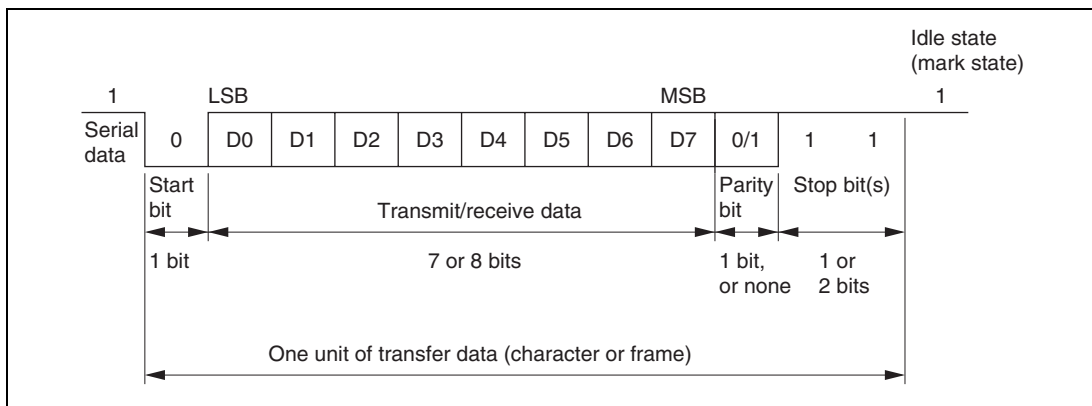 Idle state
(mark state)
1 LSB MSB 1
Serial
data
0 D0 D1 D2 D3 D4 D5 D6 D7 0/1 1 1
Start
bit
Transmit/receive data
Parity
bit
Stop bit(s)
1 bit
7 or 8 bits
1 bit,
or none
1 or
2 bits
One unit of transfer data (character or frame)